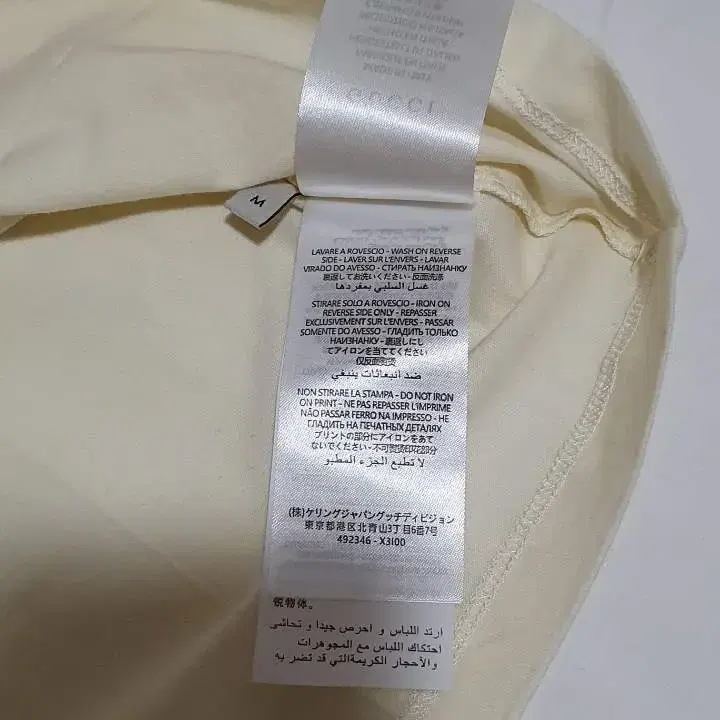 M
LAVARE A ROVESCIO - WASH ON REVERSE
SIDE - LAVER SUR L'ENVERS - LAVAR
VIRADO DO AVESSO - СТИРАТЬ НАИЗНАНКУ
裏返してお洗いください - 反面洗涤
غسل السلبي بمفردها
STIRARE SOLO A ROVESCIO - IRON ON
REVERSE SIDE ONLY - REPASSER
EXCLUSIVEMENT SUR L'ENVERS - PASSAR
SOMENTE DO AVESSO - ГЛАДИТЬ ТОЛЬКО
НАИЗНАНКУ - 裏返しにし
てアイロンを当ててください
仅反面熨烫
ضد انبعاثات ينبغي
NON STIRARE LA STAMPA - DO NOT IRON
ON PRINT - NE PAS REPASSER L'IMPRIME
NÃO PASSAR FERRO NA IMPRESSO - НЕ
ГЛАДИТЬ НА ПЕЧАТНЫХ ДЕТАЛЯХ
プリントの部分にアイロンをあて
ないでください - 不可熨烫印花部分
لا تطبع الجزء المطبو
(株)ケリングジャパングッチディビジョン
東京都港区北青山3丁目6番7号
492346 - X3I00
锐物体。
ارتد اللباس و احرص جيدا و تحاشى
احتكاك اللباس مع المجوهرات
والأحجار الكريمةالتي قد تضر به